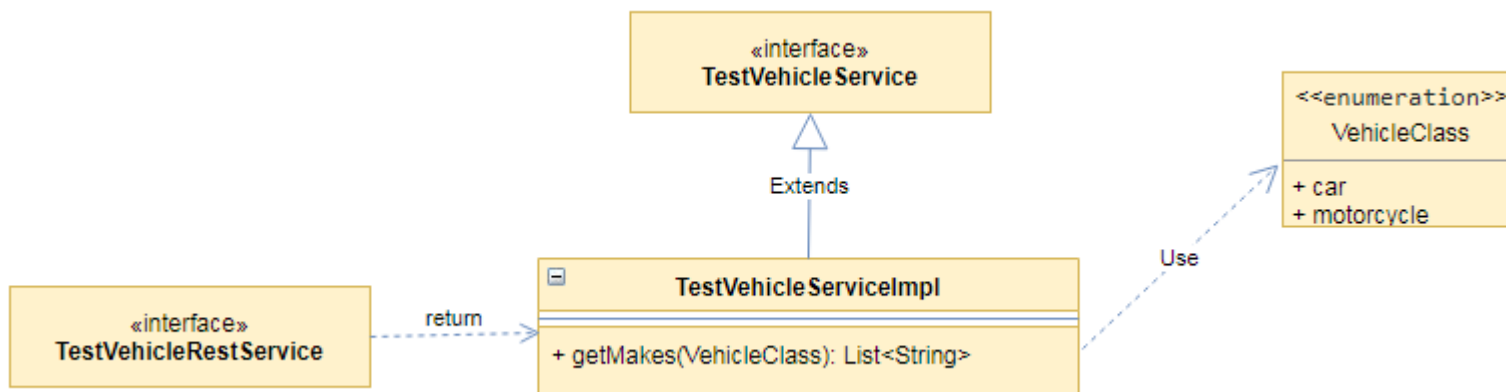 «interface»
TestVehicleService
<<enumeration>>
VehicleClass
+ car
+ motorcycle
Extends
Use
TestVehicleServiceImpl
+ getMakes(VehicleClass): List<String>
return
«interface»
TestVehicleRestService